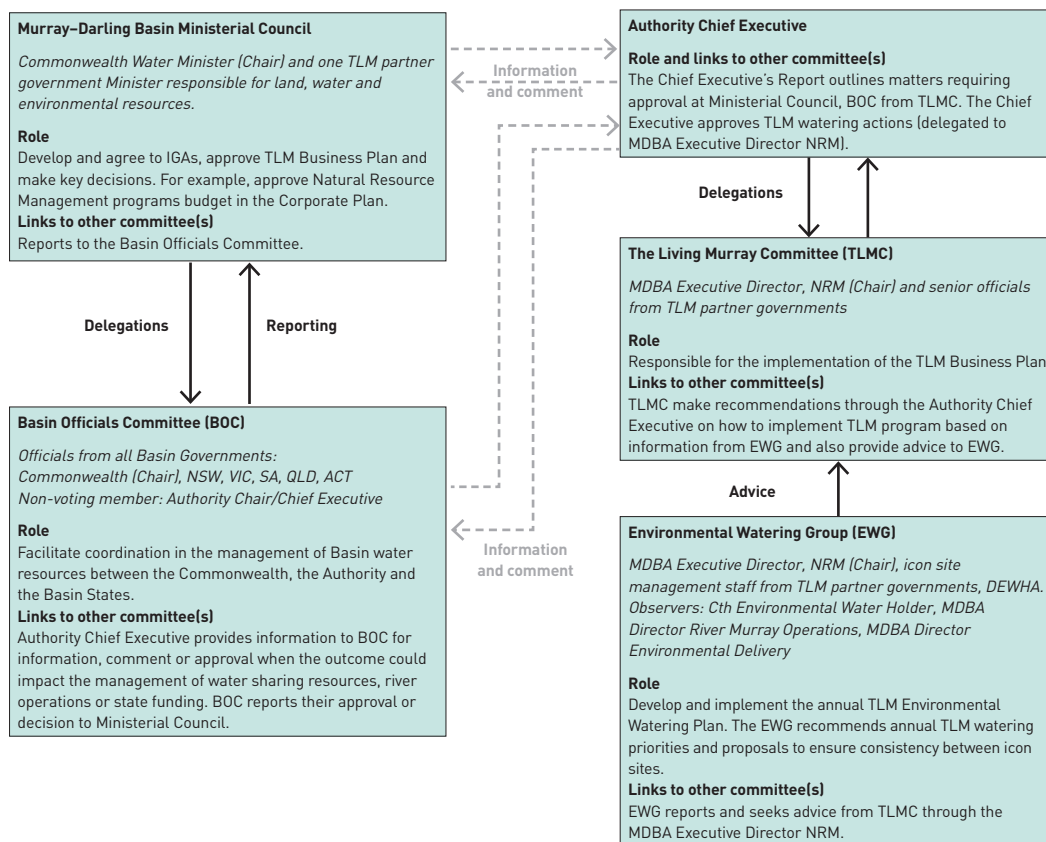 Murray–Darling Basin Ministerial Council
Commonwealth Water Minister (Chair) and one TLM partner
government Minister responsible for land, water and
environmental resources.
Role
Develop and agree to IGAs, approve TLM Business Plan and
make key decisions. For example, approve Natural Resource
Management programs budget in the Corporate Plan.
Links to other committee(s)
Reports to the Basin Officials Committee.
Delegations
Reporting
Basin Officials Committee (BOC)
Officials from all Basin Governments:
Commonwealth (Chair), NSW, VIC, SA, QLD, ACT
Non-voting member: Authority Chair/Chief Executive
Role
Facilitate coordination in the management of Basin water
resources between the Commonwealth, the Authority and
the Basin States.
Links to other committee(s)
Authority Chief Executive provides information to BOC for
information, comment or approval when the outcome could
impact the management of water sharing resources, river
operations or state funding. BOC reports their approval or
decision to Ministerial Council.
Information
and comment
Information
and comment
Authority Chief Executive
Role and links to other committee(s)
The Chief Executive's Report outlines matters requiring
approval at Ministerial Council, BOC from TLMC. The Chief
Executive approves TLM watering actions (delegated to
MDBA Executive Director NRM).
Delegations
The Living Murray Committee (TLMC)
MDBA Executive Director, NRM (Chair) and senior officials
from TLM partner governments
Role
Responsible for the implementation of the TLM Business Plan
Links to other committee(s)
TLMC make recommendations through the Authority Chief
Executive on how to implement TLM program based on
information from EWG and also provide advice to EWG.
Advice
Environmental Watering Group (EWG)
MDBA Executive Director, NRM (Chair), icon site
management staff from TLM partner governments, DEWHA.
Observers: Cth Environmental Water Holder, MDBA
Director River Murray Operations, MDBA Director
Environmental Delivery
Role
Develop and implement the annual TLM Environmental
Watering Plan. The EWG recommends annual TLM watering
priorities and proposals to ensure consistency between icon
sites.
Links to other committee(s)
EWG reports and seeks advice from TLMC through the
MDBA Executive Director NRM.